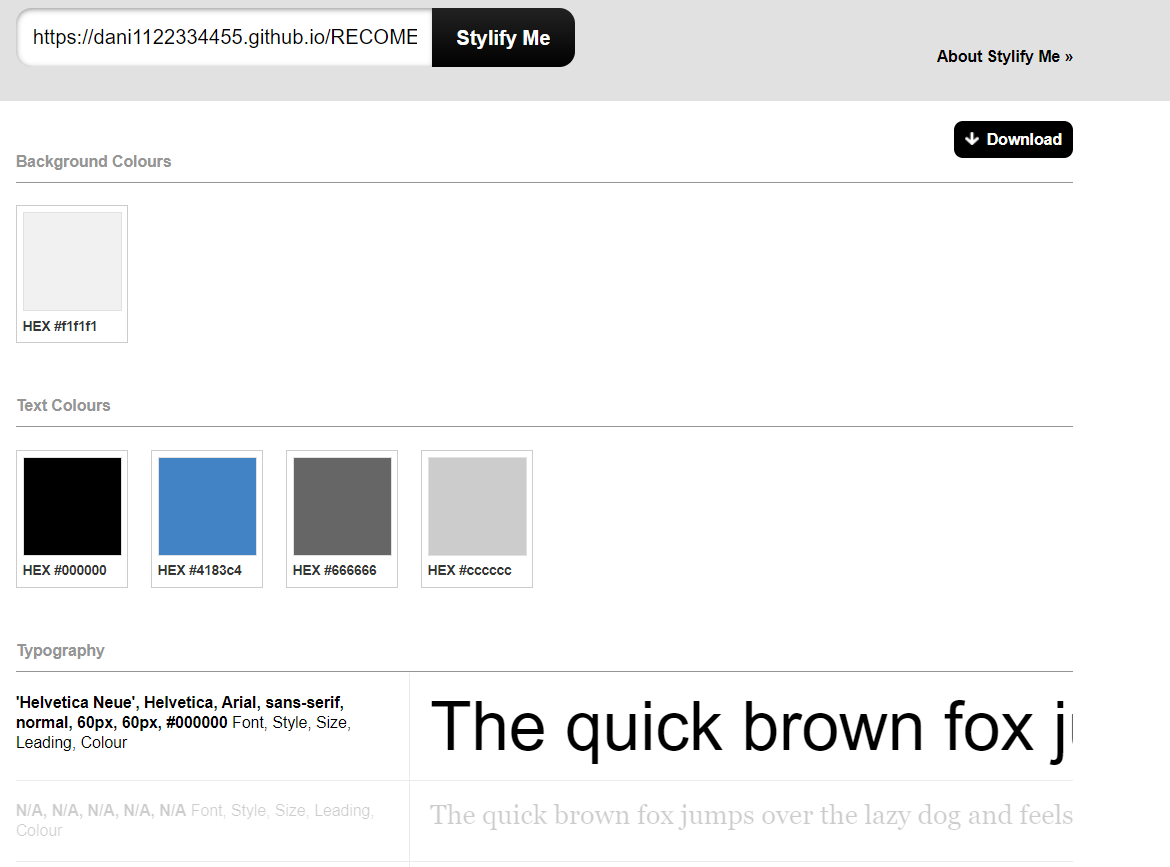 https://dani1122334455.github.io/RECOME
Stylify Me
About Stylify Me »
Download
Background Colours
HEX #f1f1f1
Text Colours
HEX #000000
HEX #4183c4
HEX #666666
HEX #cccccc
Typography
'Helvetica Neue', Helvetica, Arial, sans-serif,
normal, 60px, 60px, #000000 Font, Style, Size,
Leading, Colour
The quick brown fox ju
N/A, N/A, N/A, N/A, N/A Font, Style, Size, Leading,
Colour
The quick brown fox jumps over the lazy dog and feels